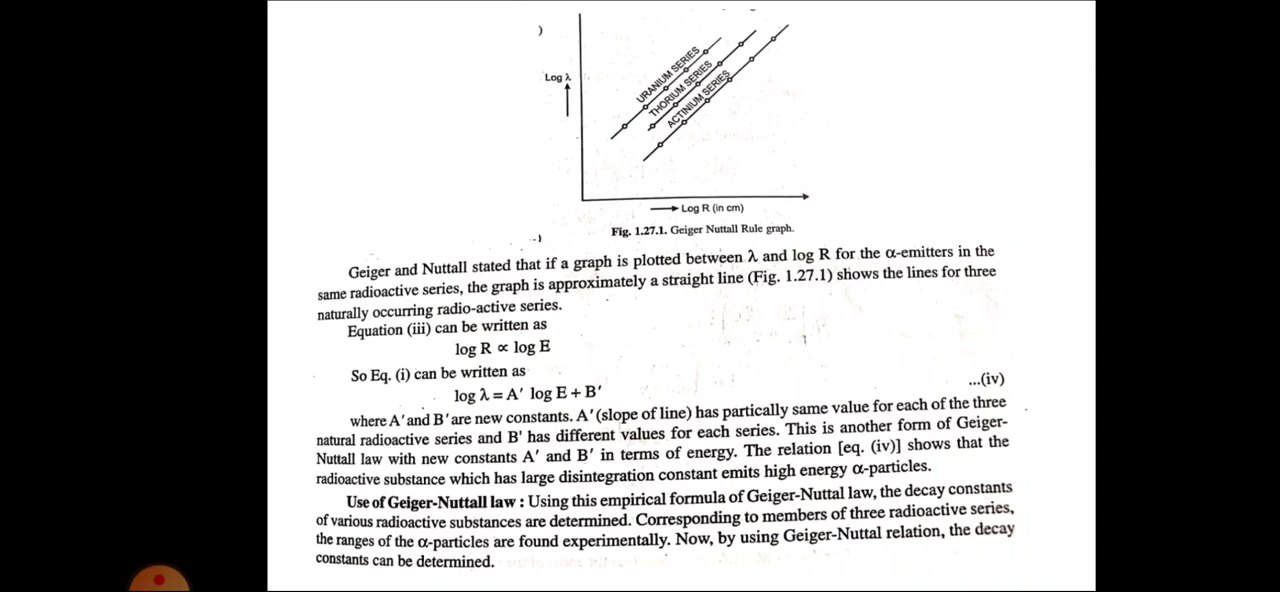 )
Log λ
URANIUM SERIES
THORIUM SERIES
ACTINIUM SERIES
Log R (in cm)
Fig. 1.27.1. Geiger Nuttall Rule graph.
Geiger and Nuttall stated that if a graph is plotted between λ and log R for the α-emitters in the
same radioactive series, the graph is approximately a straight line (Fig. 1.27.1) shows the lines for three
naturally occurring radio-active series.
Equation (iii) can be written as
log R ∝ log E
So Eq. (i) can be written as
log λ = A′ log E + B′ ...(iv)
where A′ and B′ are new constants. A′ (slope of line) has partically same value for each of the three
natural radioactive series and B' has different values for each series. This is another form of Geiger-
Nuttall law with new constants A′ and B′ in terms of energy. The relation [eq. (iv)] shows that the
radioactive substance which has large disintegration constant emits high energy α-particles.
Use of Geiger-Nuttall law : Using this empirical formula of Geiger-Nuttal law, the decay constants
of various radioactive substances are determined. Corresponding to members of three radioactive series,
the ranges of the α-particles are found experimentally. Now, by using Geiger-Nuttal relation, the decay
constants can be determined.